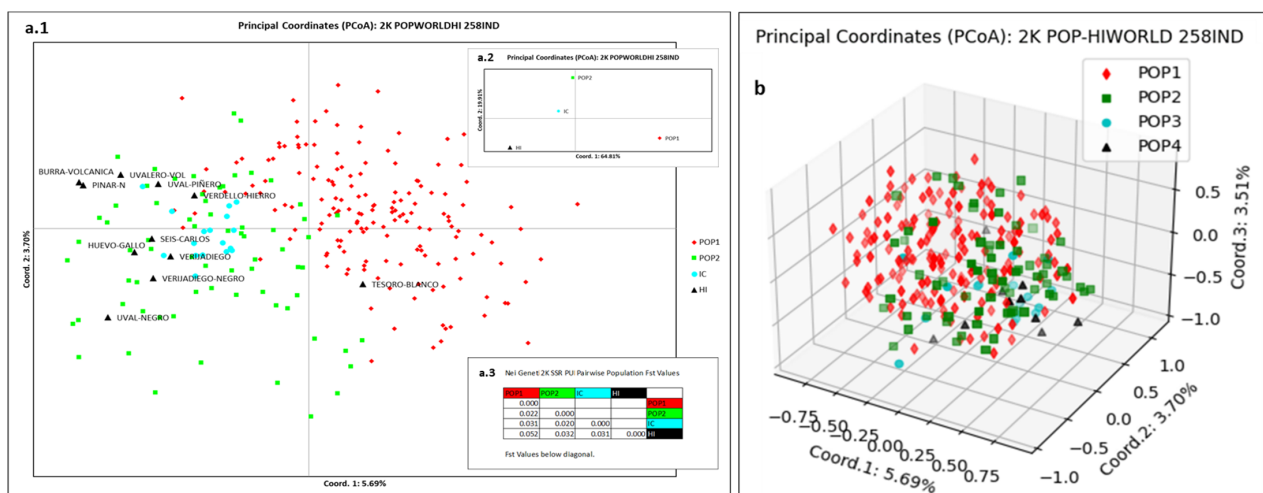 a.1
Principal Coordinates (PCoA): 2K POPWORLDHI 258IND
BURRA-VOLCANICA
UVALERO-VOL
PINAR-N
UVAL-PIÑERO
VERDELLO-HIERRO
SEIS-CARLOS
HUEVO-GALLO
VERIJADIEGO
VERIJADIEGO-NEGRO
UVAL-NEGRO
TESORO-BLANCO
Coord. 2: 3.70%
Coord. 1: 5.69%
POP1
POP2
IC
HI
a.2
Principal Coordinates (PCoA): 2K POPWORLDHI 258IND
POP2
IC
POP1
HI
Coord. 2: 19.91%
Coord. 1: 64.81%
a.3
Nei Genet 2K SSR PUI Pairwise Population Fst Values
POP1 POP2 IC HI
0.000 POP1
0.022 0.000 POP2
0.031 0.020 0.000 IC
0.052 0.032 0.031 0.000 HI
Fst Values below diagonal.
Principal Coordinates (PCoA): 2K POP-HIWORLD 258IND
b
POP1
POP2
POP3
POP4
0.5
0.0
−0.5
−1.0
Coord.3: 3.51%
1.0
0.5
0.0
−0.5
−1.0
Coord.2: 3.70%
−0.75
−0.50
−0.25
0.00
0.25
0.50
0.75
Coord.1: 5.69%